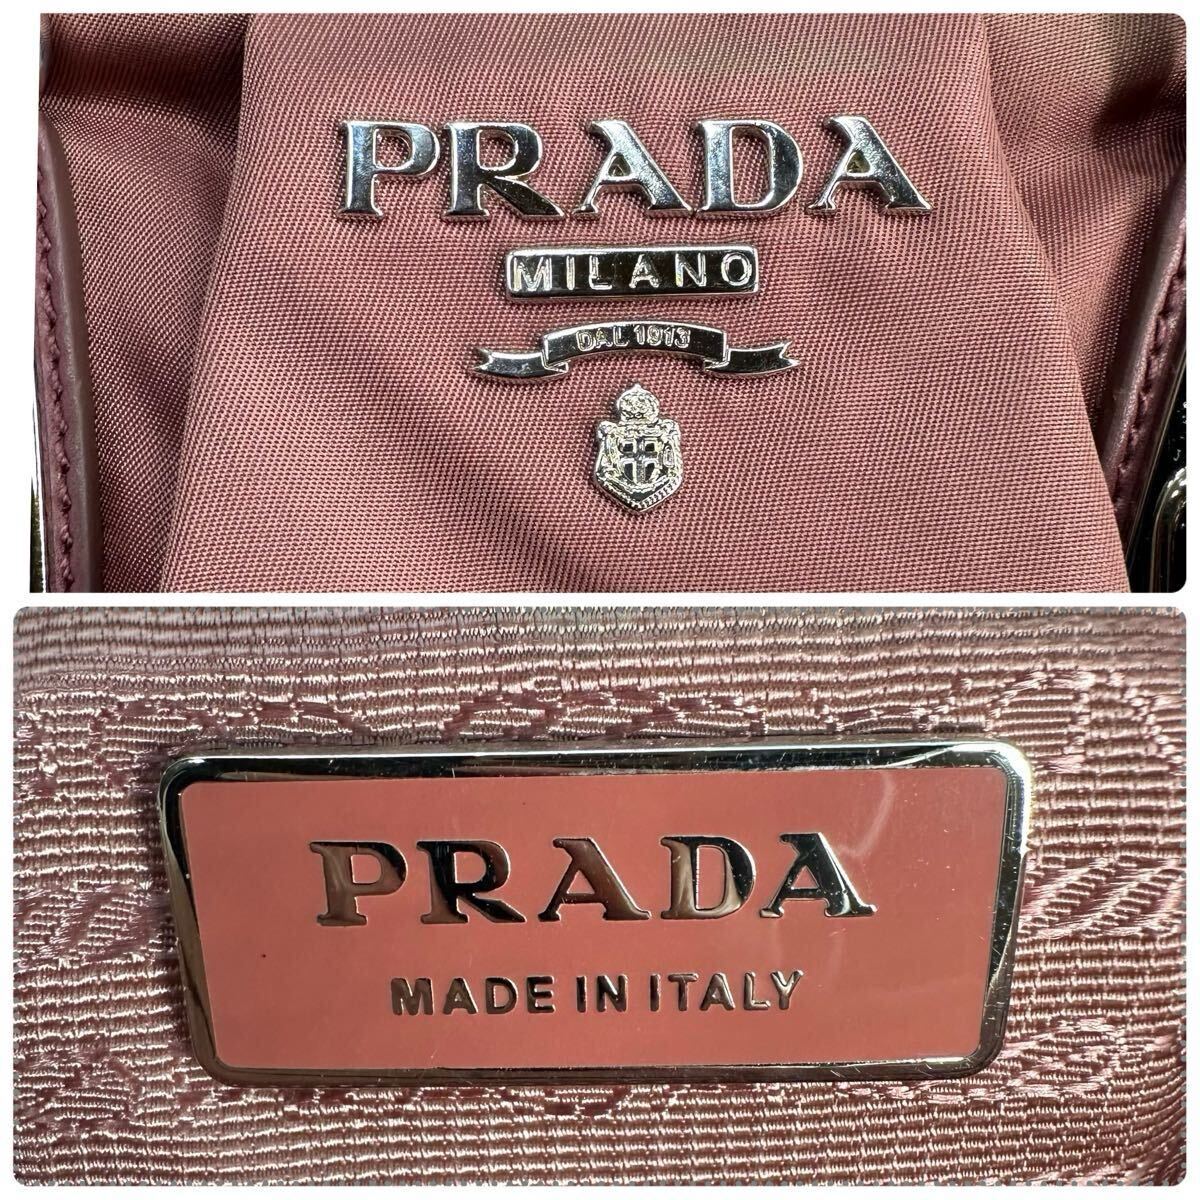 PRADA
MILANO
DAL 1913
PRADA
MADE IN ITALY